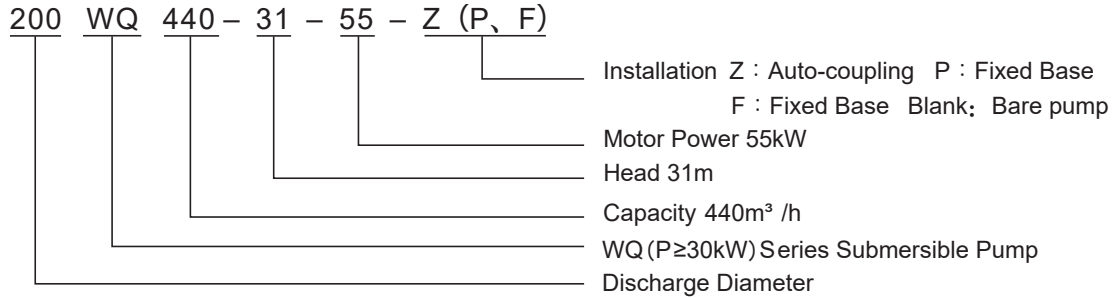 200 WQ 440 – 31 – 55 – Z (P、F)
Installation Z：Auto-coupling P：Fixed Base
F：Fixed Base Blank：Bare pump
Motor Power 55kW
Head 31m
Capacity 440m³ /h
WQ(P≥30kW)Series Submersible Pump
Discharge Diameter